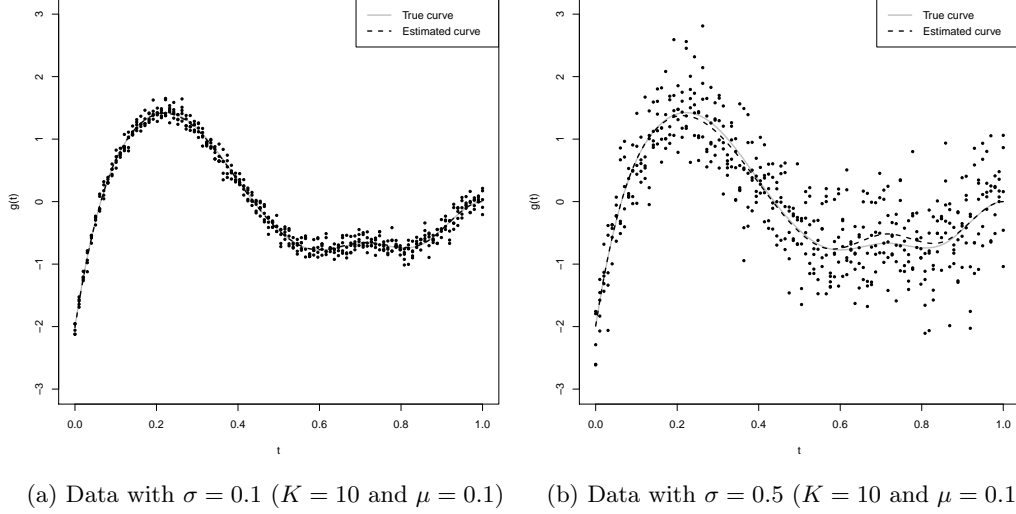 True curve
Estimated curve
3
2
1
0
−1
−2
−3
g(t)
0.0 0.2 0.4 0.6 0.8 1.0
t
(a) Data with σ = 0.1 (K = 10 and μ = 0.1)
True curve
Estimated curve
3
2
1
0
−1
−2
−3
g(t)
0.0 0.2 0.4 0.6 0.8 1.0
t
(b) Data with σ = 0.5 (K = 10 and μ = 0.1